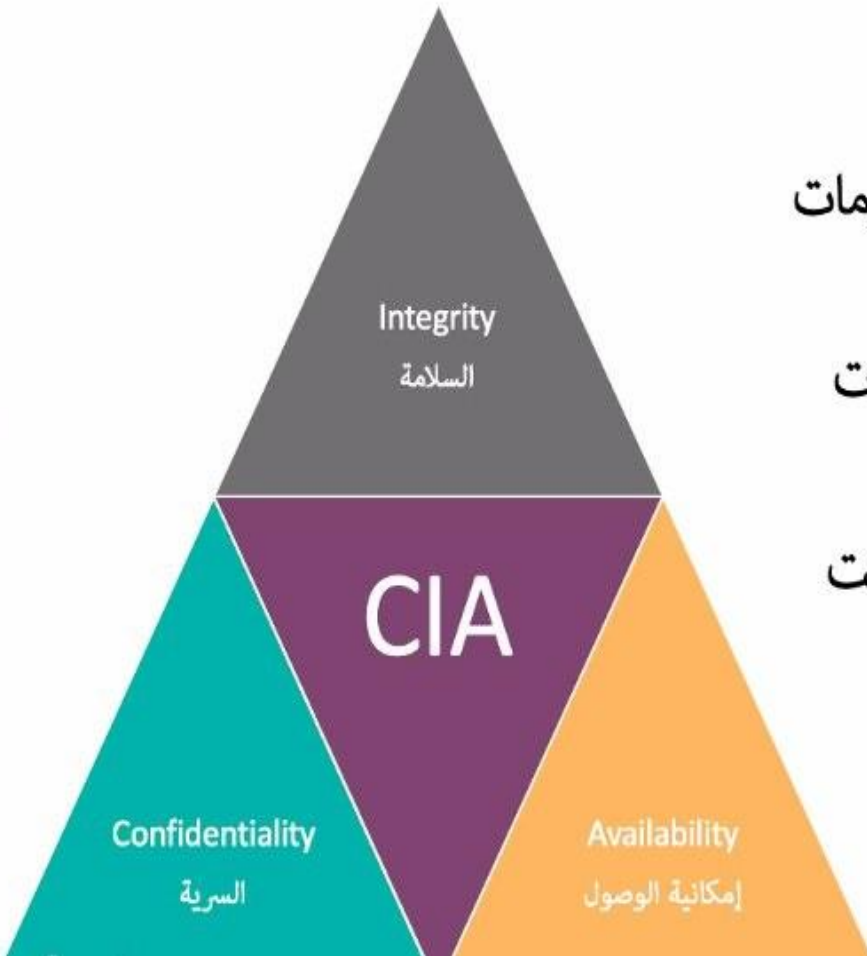 Integrity
السلامة
CIA
Confidentiality
السرية
Availability
إمكانية الوصول